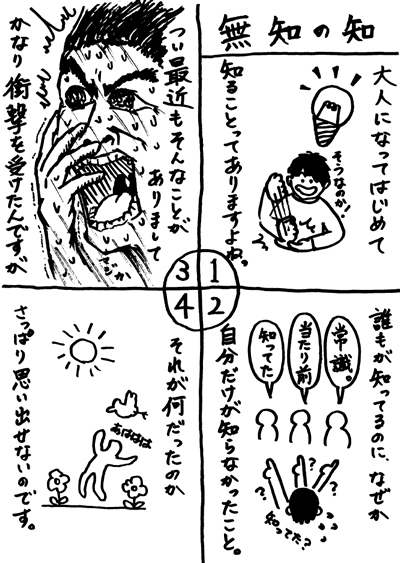 無知の知
大人になってはじめて
知ることってありますよね。
そうなのか!
1
誰もが知ってるのに、なぜか
自分だけが知らなかったこと。
常識。
当たり前
知ってた
?
?
?
?
知ってた?
2
つい最近もそんなことが
ありまして
かなり衝撃を受けたんですが
マジか
3
それが何だったのか
さっぱり思い出せないのです。
あはははは
4